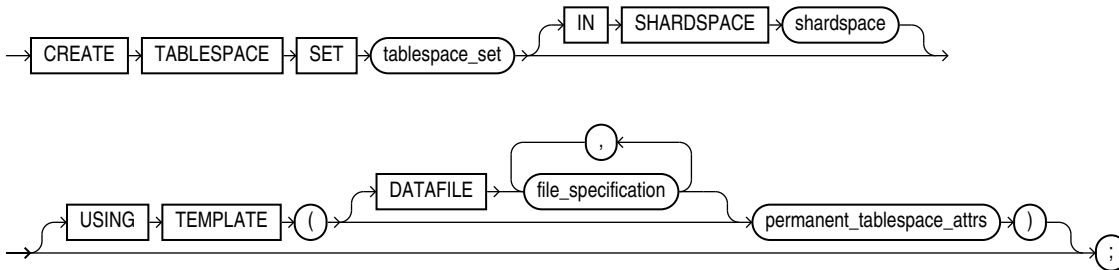 IN SHARDSPACE shardspace
CREATE TABLESPACE SET tablespace_set
,
DATAFILE file_specification
USING TEMPLATE ( permanent_tablespace_attrs )
;